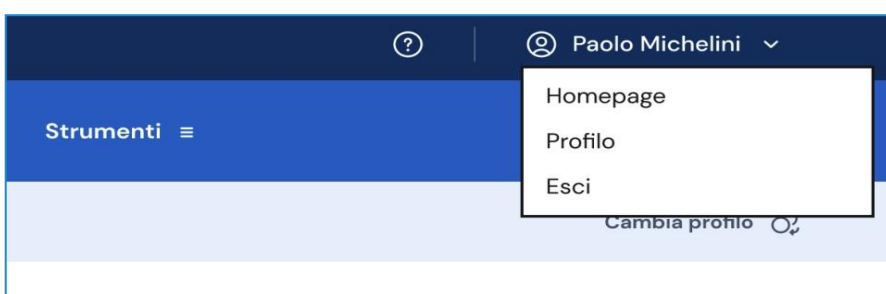 Paolo Michelini
Homepage
Strumenti
Profilo
Esci
Cambia profilo